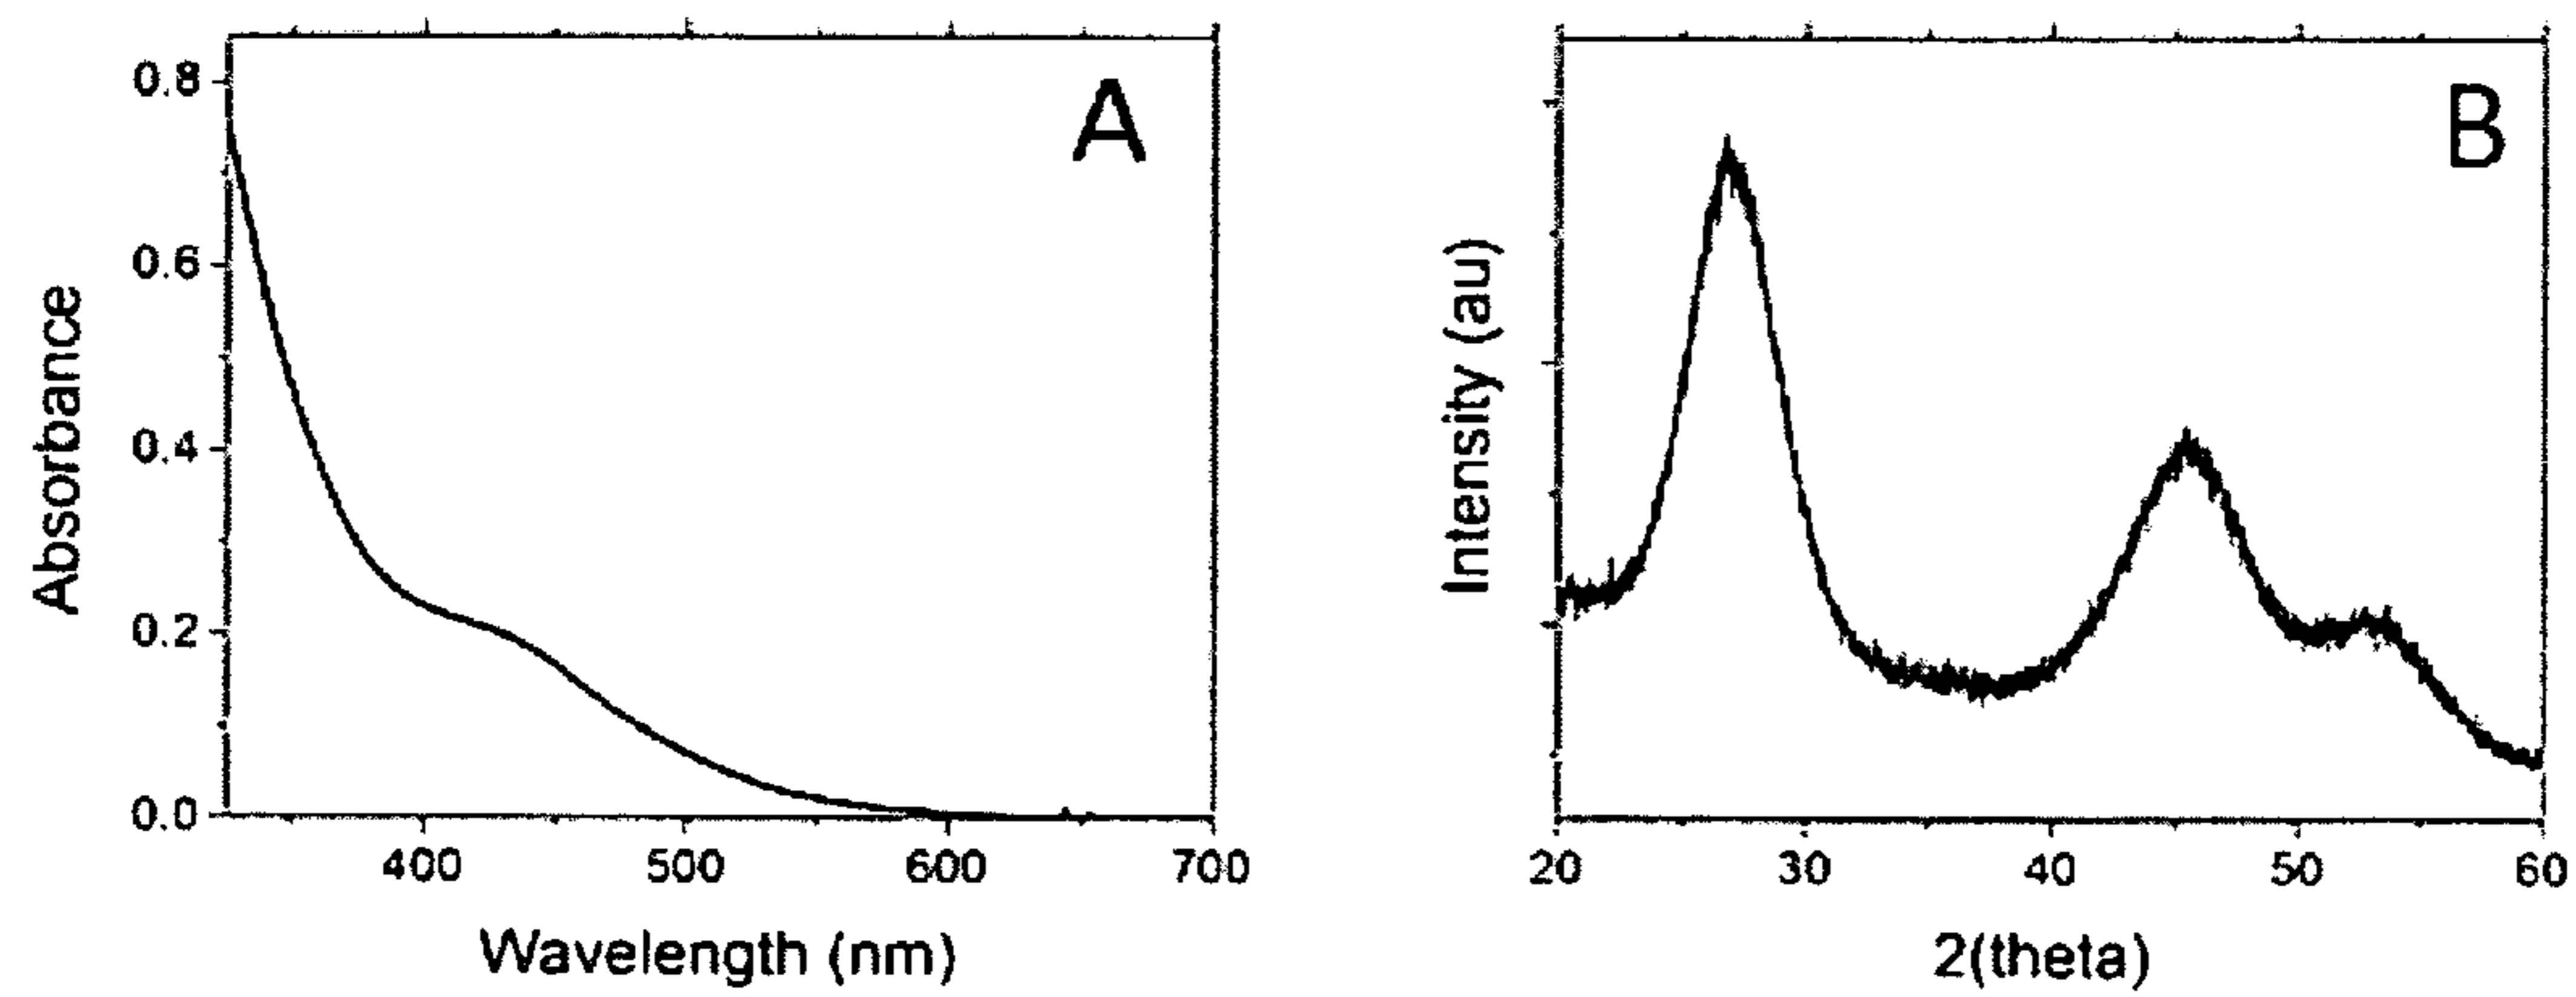 A
0.8
0.6
0.4
0.2
0.0
Absorbance
400 500 600 700
Wavelength (nm)
B
Intensity (au)
20 30 40 50 60
2(theta)